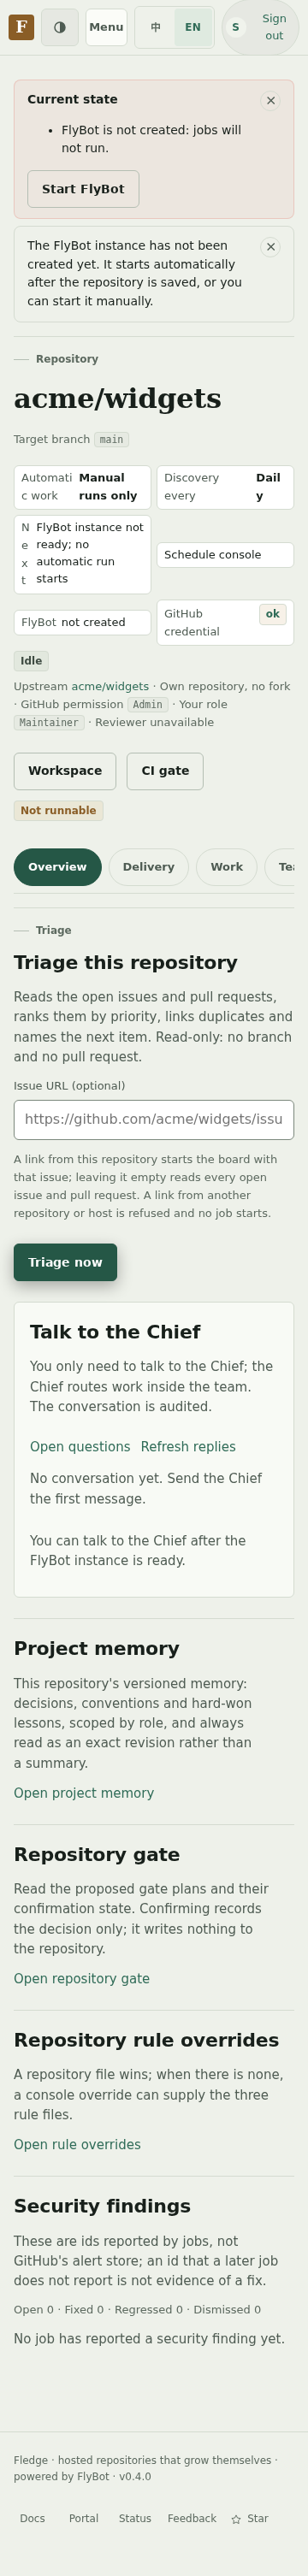 F
Menu
中
EN
S
Sign out
Current state
FlyBot is not created: jobs will
not run.
Start FlyBot
The FlyBot instance has not been
created yet. It starts automatically
after the repository is saved, or you
can start it manually.
Repository
acme/widgets
Target branch main
Automati
c work
Manual
runs only
Discovery
every
Dail
y
N
e
x
t
FlyBot instance not
ready; no
automatic run
starts
Schedule console
FlyBot not created
GitHub
credential
ok
Idle
Upstream acme/widgets · Own repository, no fork
· GitHub permission Admin · Your role
Maintainer · Reviewer unavailable
Workspace
CI gate
Not runnable
Overview
Delivery
Work
Tea
Triage
Triage this repository
Reads the open issues and pull requests,
ranks them by priority, links duplicates and
names the next item. Read-only: no branch
and no pull request.
Issue URL (optional)
https://github.com/acme/widgets/issu
A link from this repository starts the board with
that issue; leaving it empty reads every open
issue and pull request. A link from another
repository or host is refused and no job starts.
Triage now
Talk to the Chief
You only need to talk to the Chief; the
Chief routes work inside the team.
The conversation is audited.
Open questions Refresh replies
No conversation yet. Send the Chief
the first message.
You can talk to the Chief after the
FlyBot instance is ready.
Project memory
This repository's versioned memory:
decisions, conventions and hard-won
lessons, scoped by role, and always
read as an exact revision rather than
a summary.
Open project memory
Repository gate
Read the proposed gate plans and their
confirmation state. Confirming records
the decision only; it writes nothing to
the repository.
Open repository gate
Repository rule overrides
A repository file wins; when there is none,
a console override can supply the three
rule files.
Open rule overrides
Security findings
These are ids reported by jobs, not
GitHub's alert store; an id that a later job
does not report is not evidence of a fix.
Open 0 · Fixed 0 · Regressed 0 · Dismissed 0
No job has reported a security finding yet.
Fledge · hosted repositories that grow themselves ·
powered by FlyBot · v0.4.0
Docs
Portal
Status
Feedback
Star